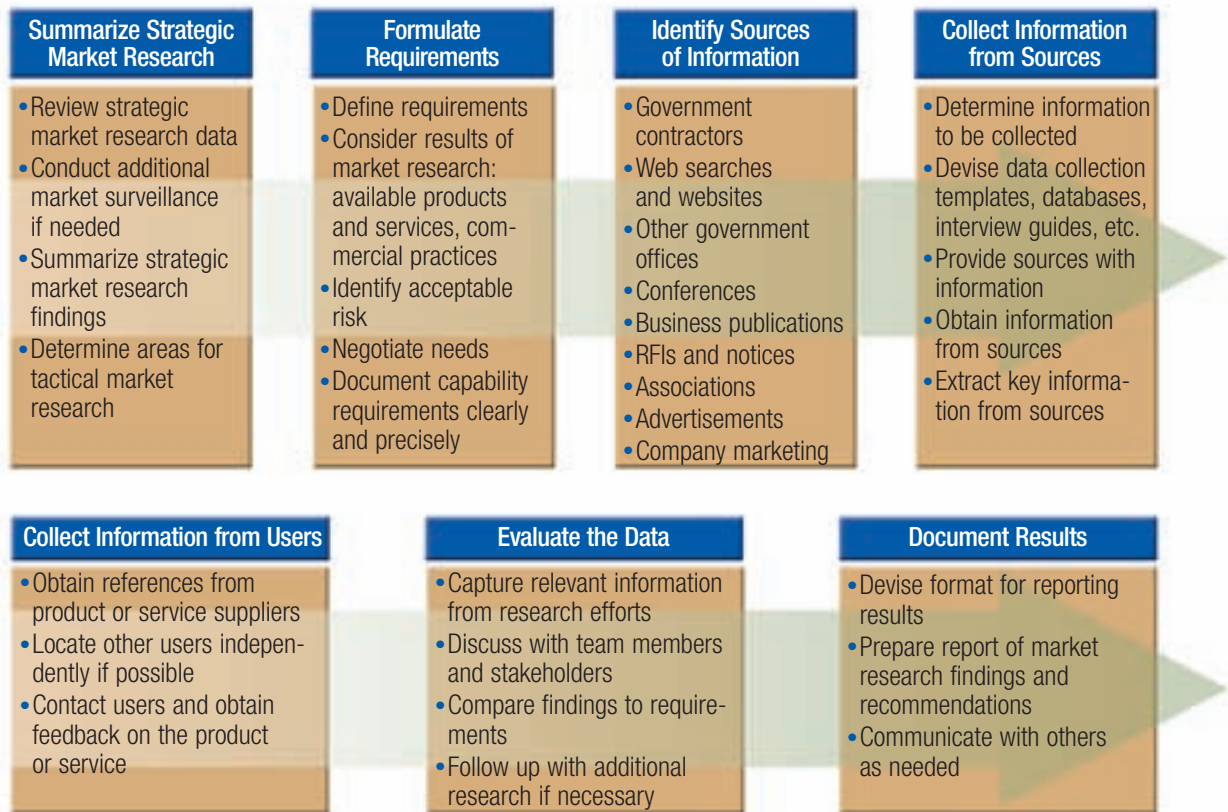 Summarize Strategic
Market Research
• Review strategic
market research data
• Conduct additional
market surveillance
if needed
• Summarize strategic
market research
findings
• Determine areas for
tactical market
research
Formulate
Requirements
• Define requirements
• Consider results of
market research:
available products
and services, com-
mercial practices
• Identify acceptable
risk
• Negotiate needs
• Document capability
requirements clearly
and precisely
Identify Sources
of Information
• Government
contractors
• Web searches
and websites
• Other government
offices
• Conferences
• Business publications
• RFIs and notices
• Associations
• Advertisements
• Company marketing
Collect Information
from Sources
• Determine information
to be collected
• Devise data collection
templates, databases,
interview guides, etc.
• Provide sources with
information
• Obtain information
from sources
• Extract key informa-
tion from sources
Collect Information from Users
• Obtain references from
product or service suppliers
• Locate other users indepen-
dently if possible
• Contact users and obtain
feedback on the product
or service
Evaluate the Data
• Capture relevant information
from research efforts
• Discuss with team members
and stakeholders
• Compare findings to require-
ments
• Follow up with additional
research if necessary
Document Results
• Devise format for reporting
results
• Prepare report of market
research findings and
recommendations
• Communicate with others
as needed